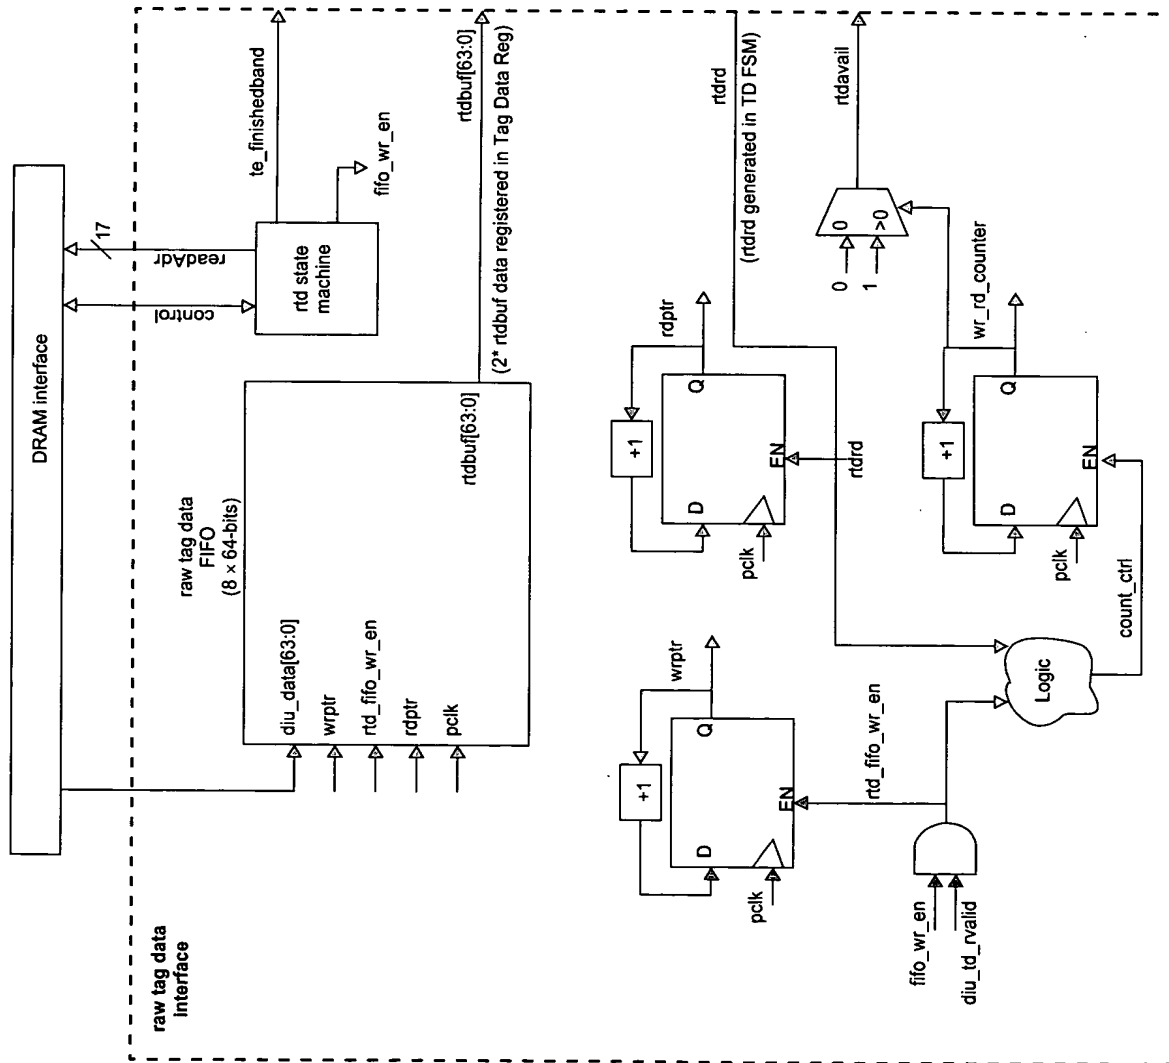 DRAM interface
raw tag data
interface
control
readAdr
17
te_finishedband
rtd state
machine
fifo_wr_en
raw tag data
FIFO
(8 × 64-bits)
diu_data[63:0]
wrptr
rtd_fifo_wr_en
rdptr
pclk
rtdbuf[63:0]
rtdbuf[63:0]
(2* rtdbuf data registered in Tag Data Reg)
rtdrd
(rtdrd generated in TD FSM)
+1
wrptr
D
Q
EN
pclk
+1
rdptr
D
Q
EN
pclk
rtdrd
rtdavail
0
>0
0
1
wr_rd_counter
+1
D
Q
EN
pclk
count_ctrl
Logic
rtd_fifo_wr_en
fifo_wr_en
diu_td_rvalid